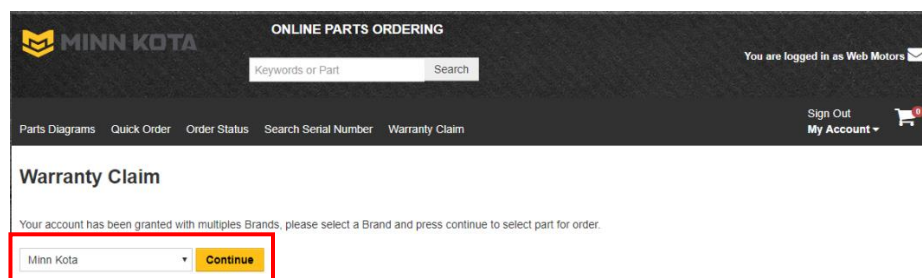 ONLINE PARTS ORDERING
MINN KOTA
Keywords or Part Search
You are logged in as Web Motors
Sign Out
0
Parts Diagrams Quick Order Order Status Search Serial Number Warranty Claim My Account
Warranty Claim
Your account has been granted with multiples Brands, please select a Brand and press continue to select part for order.
Minn Kota Continue